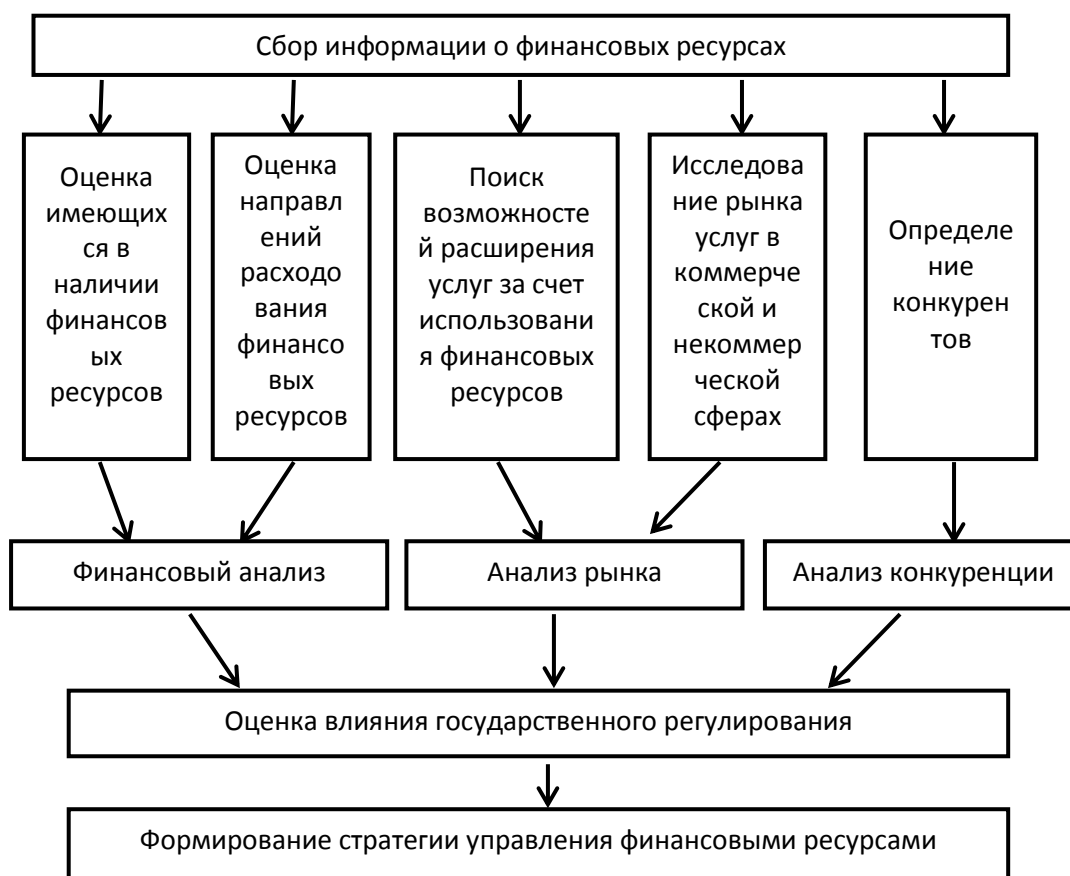 Сбор информации о финансовых ресурсах
Оценка
имеющих
ся в
наличии
финансов
ых
ресурсов
Оценка
направл
ений
расходо
вания
финансо
вых
ресурсов
Поиск
возможносте
й расширения
услуг за счет
использовани
я финансовых
ресурсов
Исследова
ние рынка
услуг в
коммерче
ской и
некоммер
ческой
сферах
Определе
ние
конкурен
тов
Финансовый анализ
Анализ рынка
Анализ конкуренции
Оценка влияния государственного регулирования
Формирование стратегии управления финансовыми ресурсами